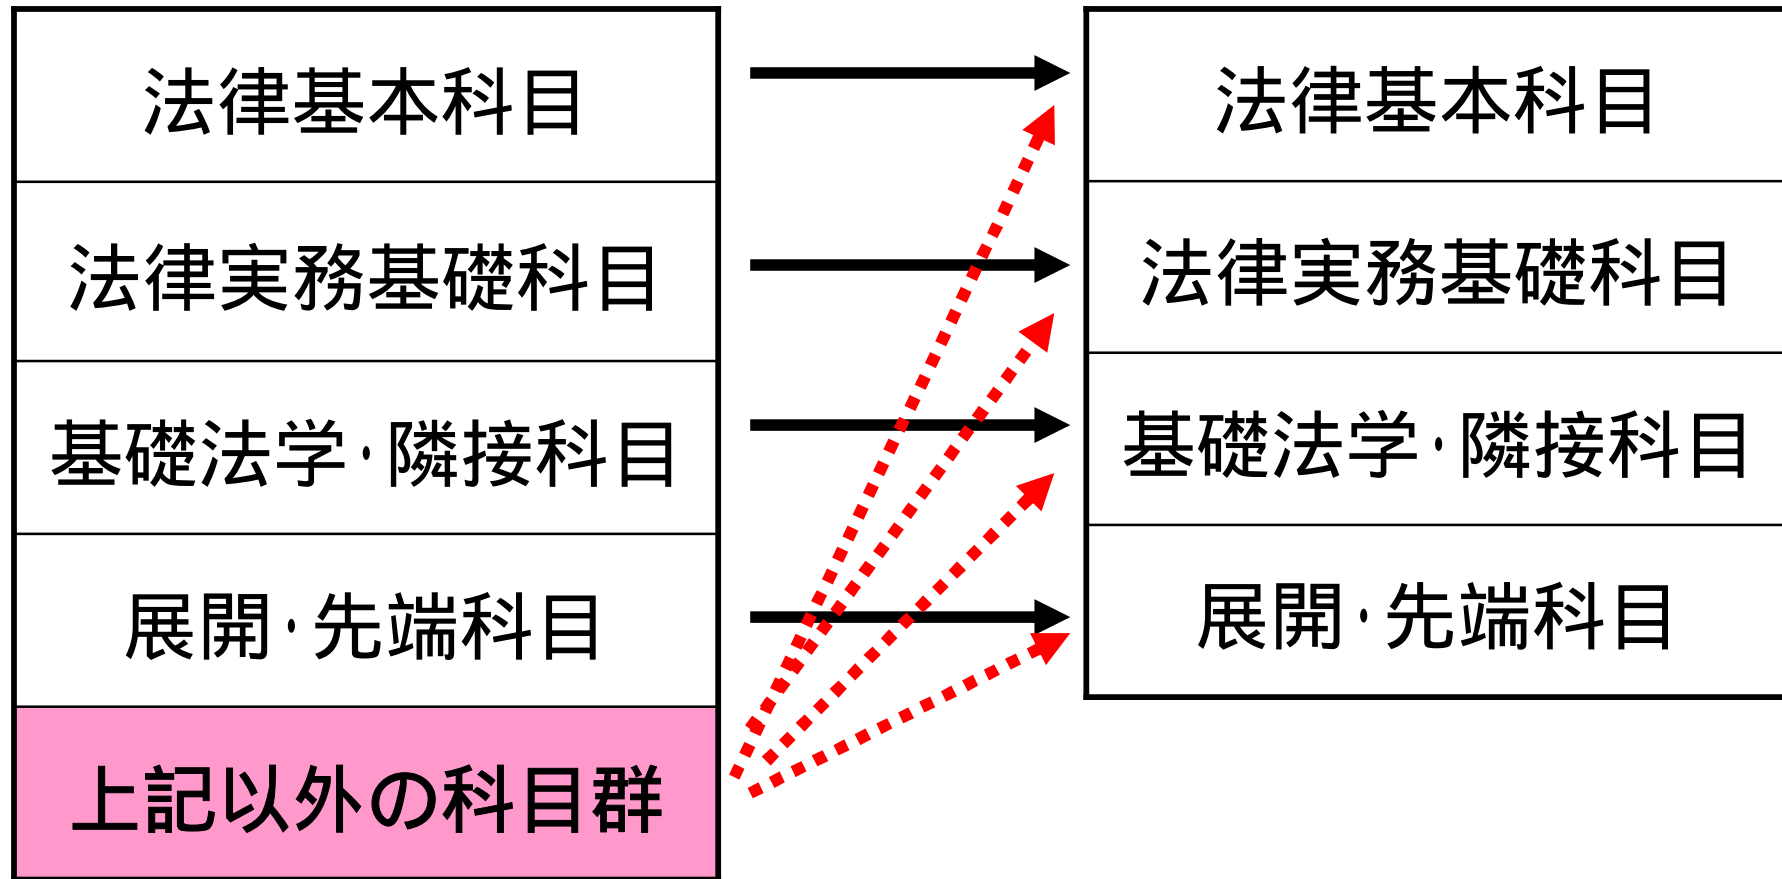 法律基本科目
法律実務基礎科目
基礎法学・隣接科目
展開・先端科目
上記以外の科目群
法律基本科目
法律実務基礎科目
基礎法学・隣接科目
展開・先端科目